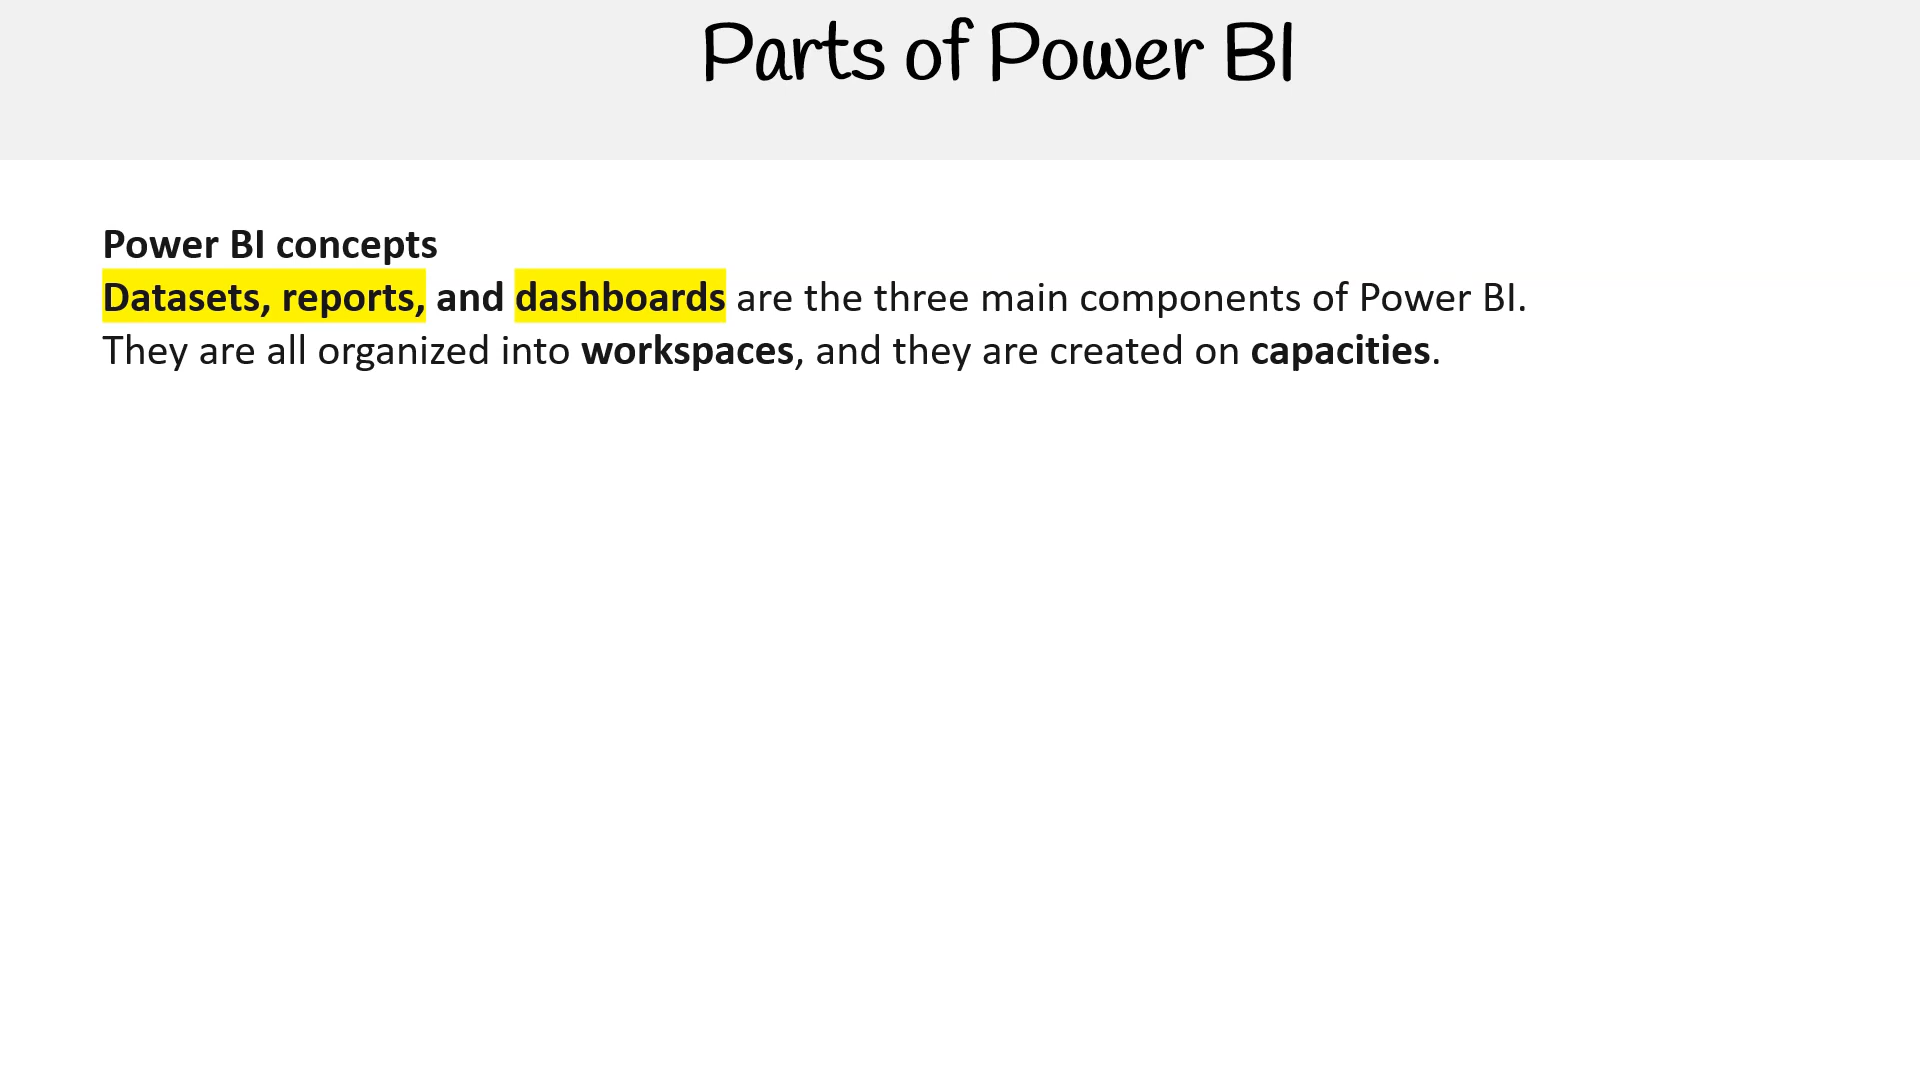 Parts of Power BI
Power BI concepts
Datasets, reports, and dashboards are the three main components of Power BI.
They are all organized into workspaces, and they are created on capacities.